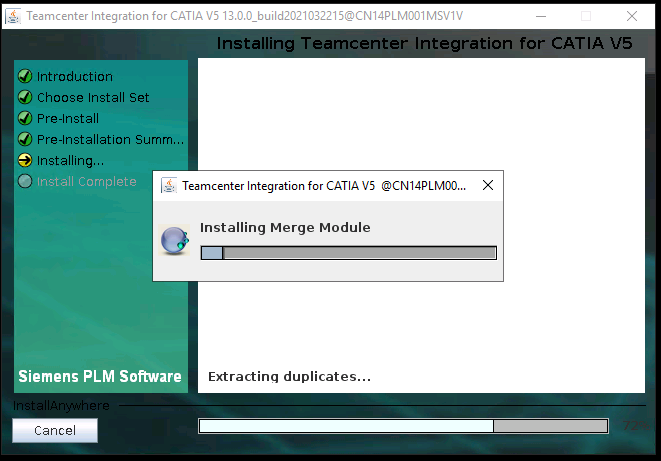 Teamcenter Integration for CATIA V5 13.0.0_build2021032215@CN14PLM001MSV1V
Installing Teamcenter Integration for CATIA V5
Introduction
Choose Install Set
Pre-Install
Pre-Installation Summ...
Installing...
Install Complete
Teamcenter Integration for CATIA V5 @CN14PLM00...
Installing Merge Module
Siemens PLM Software
Extracting duplicates...
InstallAnywhere
Cancel